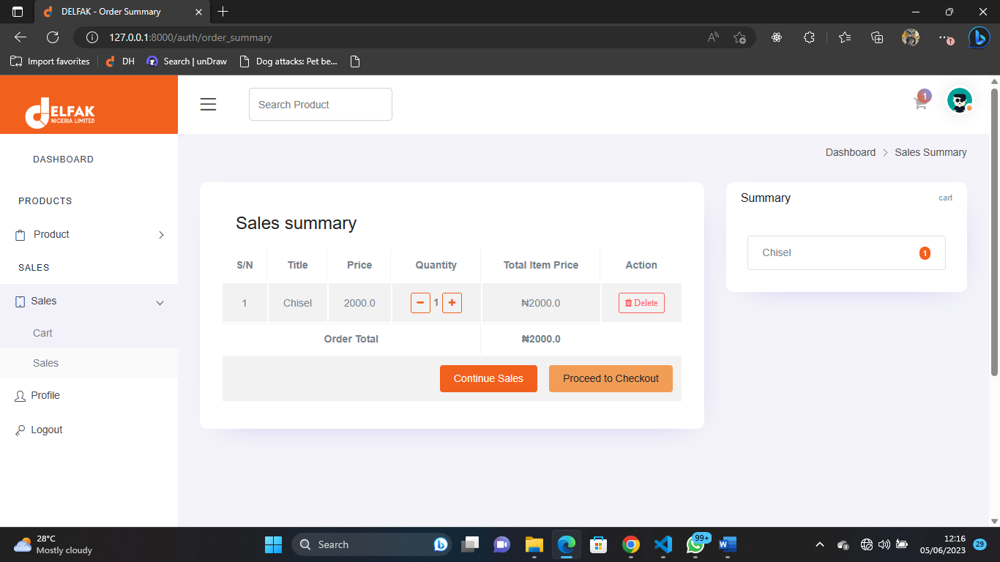 DELFAK - Order Summary
127.0.0.1:8000/auth/order_summary
Import favorites
DH
Search | unDraw
Dog attacks: Pet be...
ELFAK
NIGERIA LIMITED
Search Product
1
DASHBOARD
Dashboard > Sales Summary
PRODUCTS
Product
SALES
Sales
Cart
Sales
Profile
Logout
Sales summary
S/N Title Price Quantity Total Item Price Action
1 Chisel 2000.0 1 ₦2000.0 Delete
Order Total ₦2000.0
Continue Sales Proceed to Checkout
Summary cart
Chisel 1
28°C
Mostly cloudy
Search
99+
12:16
05/06/2023
29